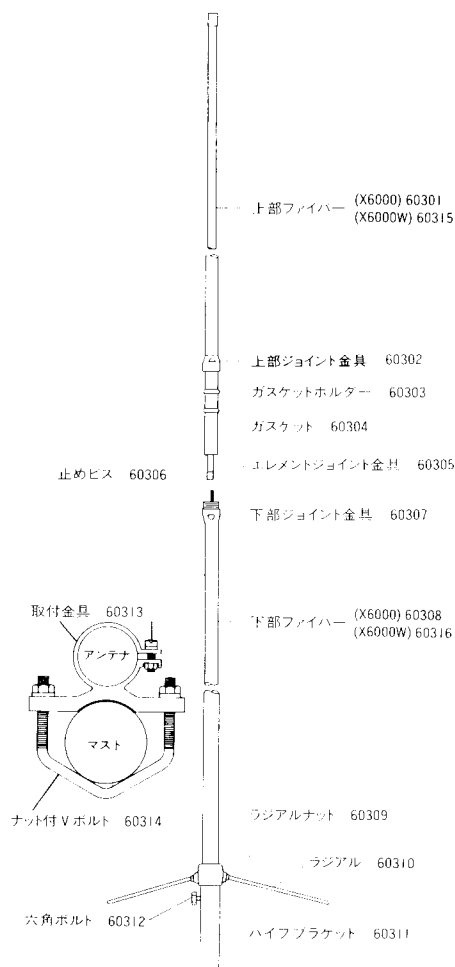 上部ファイバー (X6000) 60301
(X6000W) 60315
上部ジョイント金具 60302
ガスケットホルダー 60303
ガスケット 60304
エレメントジョイント金具 60305
止めビス 60306
下部ジョイント金具 60307
取付金具 60313
下部ファイバー (X6000) 60308
(X6000W) 60316
アンテナ
マスト
ナット付Vボルト 60314
ラジアルナット 60309
ラジアル 60310
六角ボルト 60312
パイプブラケット 60311